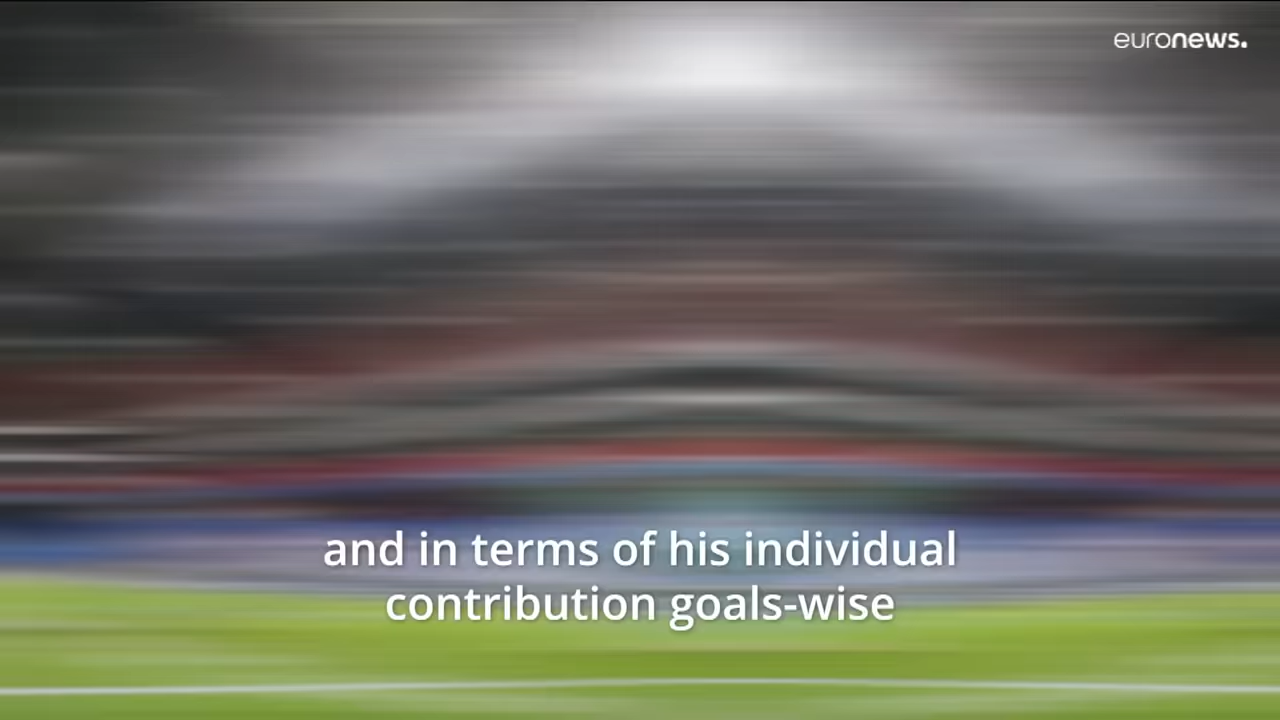 euronews.
and in terms of his individual
contribution goals-wise